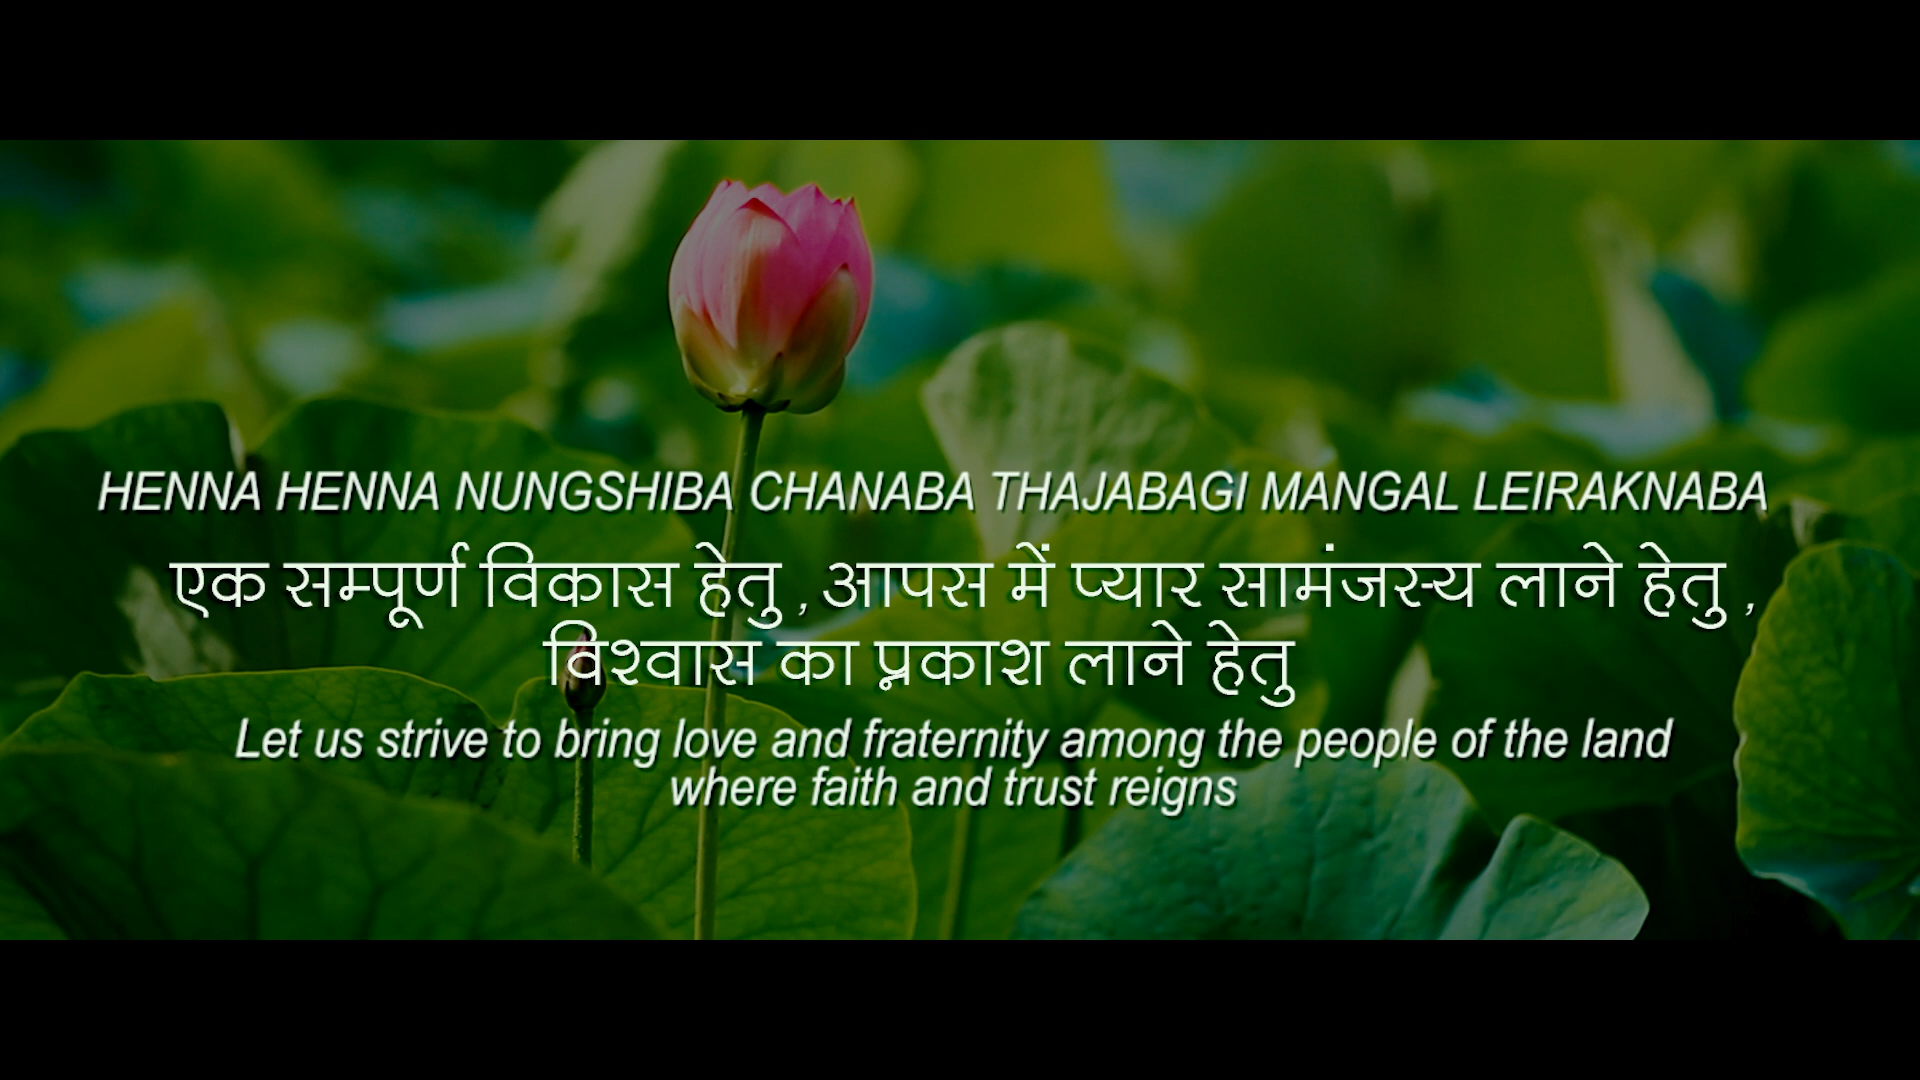 HENNA HENNA NUNGSHIBA CHANABA THAJABAGI MANGAL LEIRAKNABA
एक सम्पूर्ण विकास हेतु , आपस में प्यार सामंजस्य लाने हेतु ,
विश्वास का प्रकाश लाने हेतु
Let us strive to bring love and fraternity among the people of the land
where faith and trust reigns